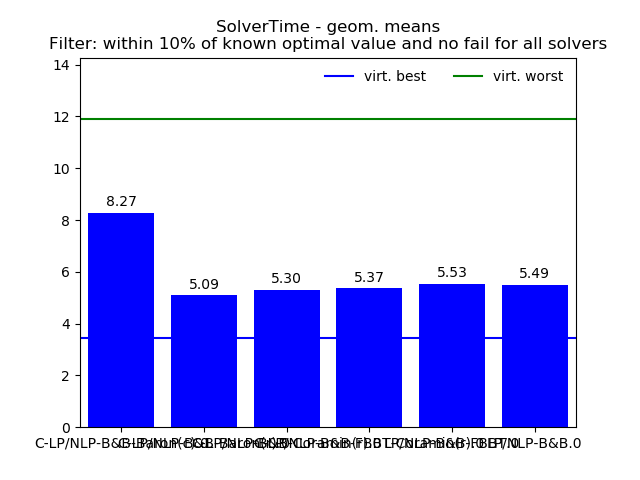 SolverTime - geom. means
Filter: within 10% of known optimal value and no fail for all solvers
14
virt. best virt. worst
12
10
8.27
8
6
5.09 5.30 5.37 5.53 5.49
4
2
0
C-LP/NLP-B&B